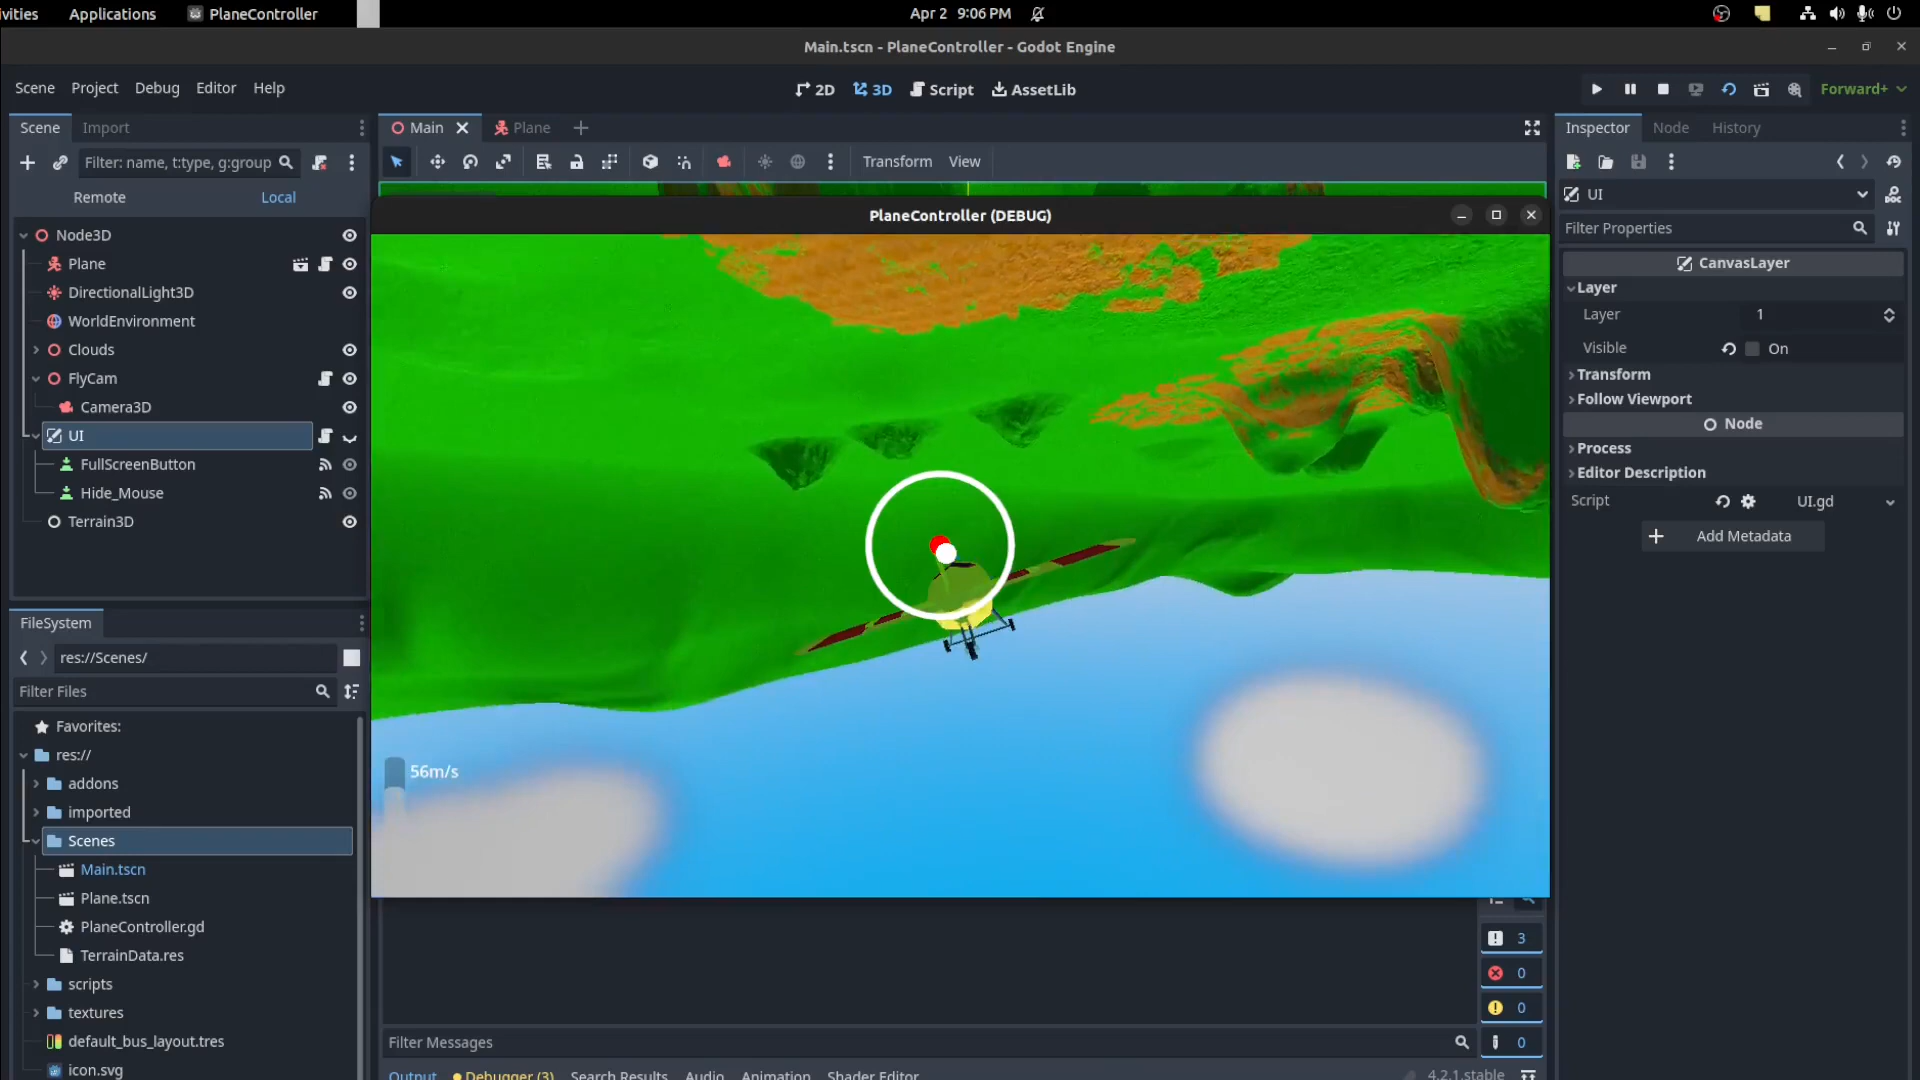 ivities Applications PlaneController Apr 2 9:06 PM
Main.tscn - PlaneController - Godot Engine
Scene Project Debug Editor Help 2D 3D Script AssetLib Forward+
Scene Import Main Plane Inspector Node History
Filter: name, t:type, g:group Transform View
Remote Local UI
PlaneController (DEBUG)
Filter Properties
Node3D
Plane
DirectionalLight3D
WorldEnvironment
Clouds
FlyCam
Camera3D
UI
FullScreenButton
Hide_Mouse
Terrain3D
CanvasLayer
Layer
Layer 1
Visible On
Transform
Follow Viewport
Node
Process
Editor Description
Script UI.gd
Add Metadata
56m/s
FileSystem
res://Scenes/
Filter Files
Favorites:
res://
addons
imported
Scenes
Main.tscn
Plane.tscn
PlaneController.gd
TerrainData.res
scripts
textures
default_bus_layout.tres
icon.svg
3
0
0
0
Filter Messages
Output Debugger (3) Search Results Audio Animation Shader Editor 4.2.1.stable